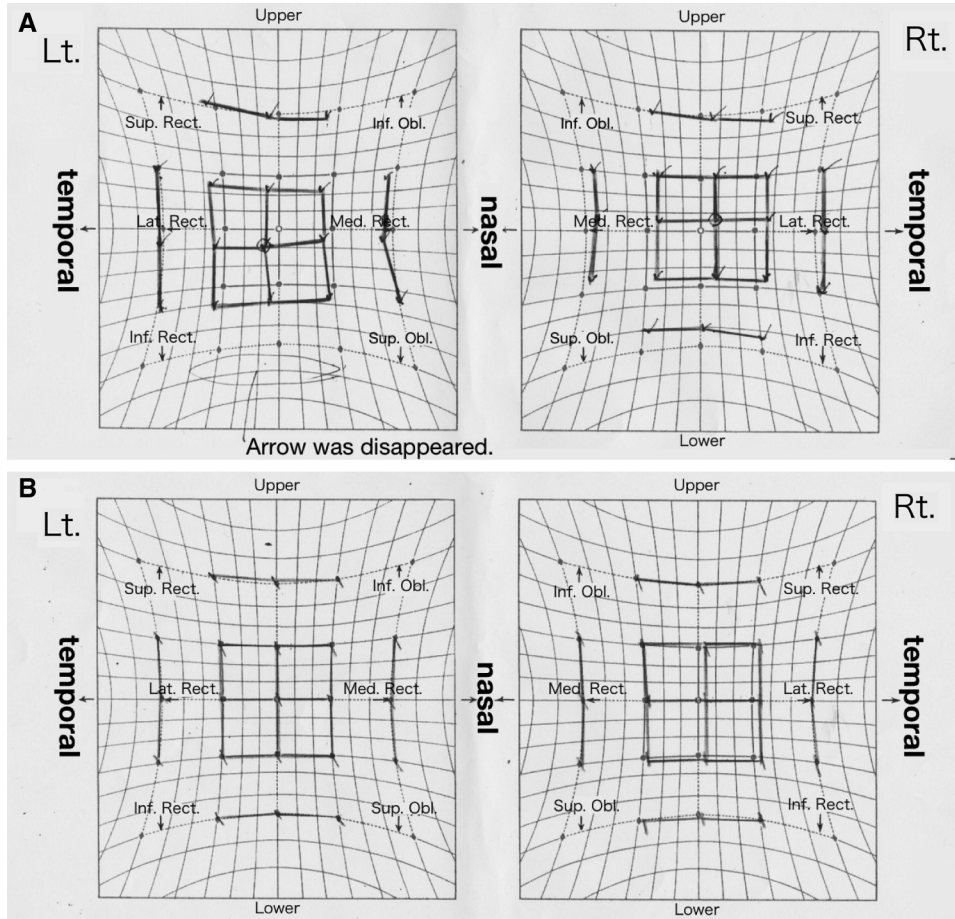 A
Upper
Lt.
Rt.
Sup. Rect.
Inf. Obl.
Inf. Obl.
Sup. Rect.
temporal
Lat. Rect.
Med. Rect.
nasal
Med. Rect.
Lat. Rect.
temporal
Inf. Rect.
Sup. Obl.
Sup. Obl.
Inf. Rect.
Arrow was disappeared.
Lower
B
Upper
Upper
Lt.
Rt.
Sup. Rect.
Inf. Obl.
Inf. Obl.
Sup. Rect.
temporal
Lat. Rect.
Med. Rect.
nasal
Med. Rect.
Lat. Rect.
temporal
Inf. Rect.
Sup. Obl.
Sup. Obl.
Inf. Rect.
Lower
Lower